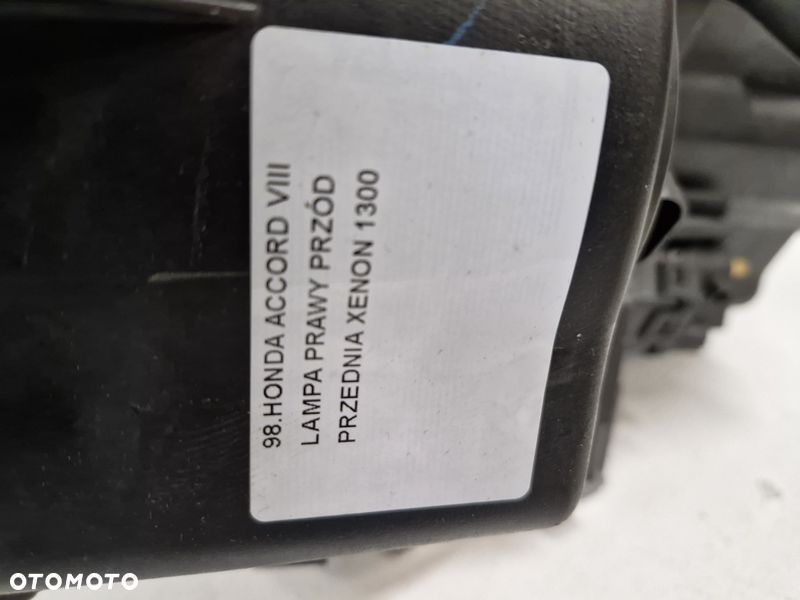 98.HONDA ACCORD VIII
LAMPA PRAWY PRZÓD
PRZEDNIA XENON 1300
OTOMOTO